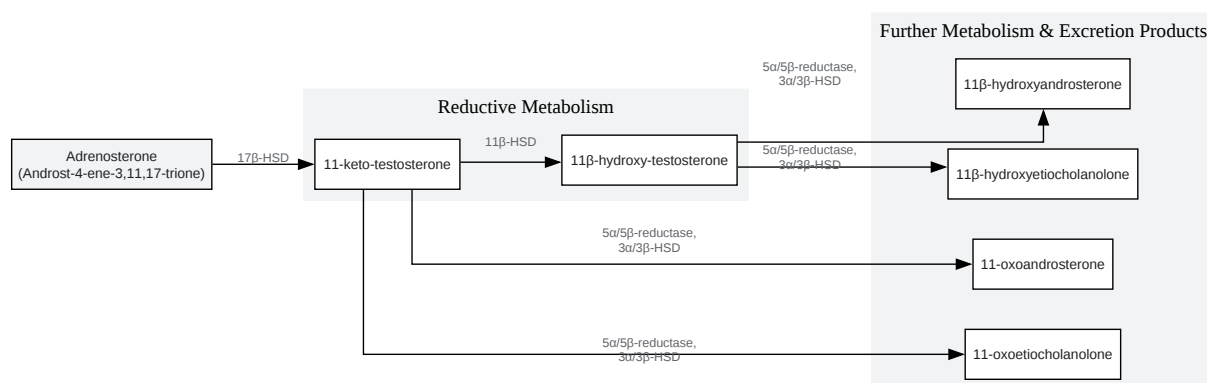 Further Metabolism & Excretion Products
5α/5β-reductase,
3α/3β-HSD
11β-hydroxyandrosterone
Reductive Metabolism
Adrenosterone
(Androst-4-ene-3,11,17-trione)
17β-HSD
11-keto-testosterone
11β-HSD
11β-hydroxy-testosterone
5α/5β-reductase,
3α/3β-HSD
11β-hydroxyetiocholanolone
5α/5β-reductase,
3α/3β-HSD
11-oxoandrosterone
5α/5β-reductase,
3α/3β-HSD
11-oxoetiocholanolone